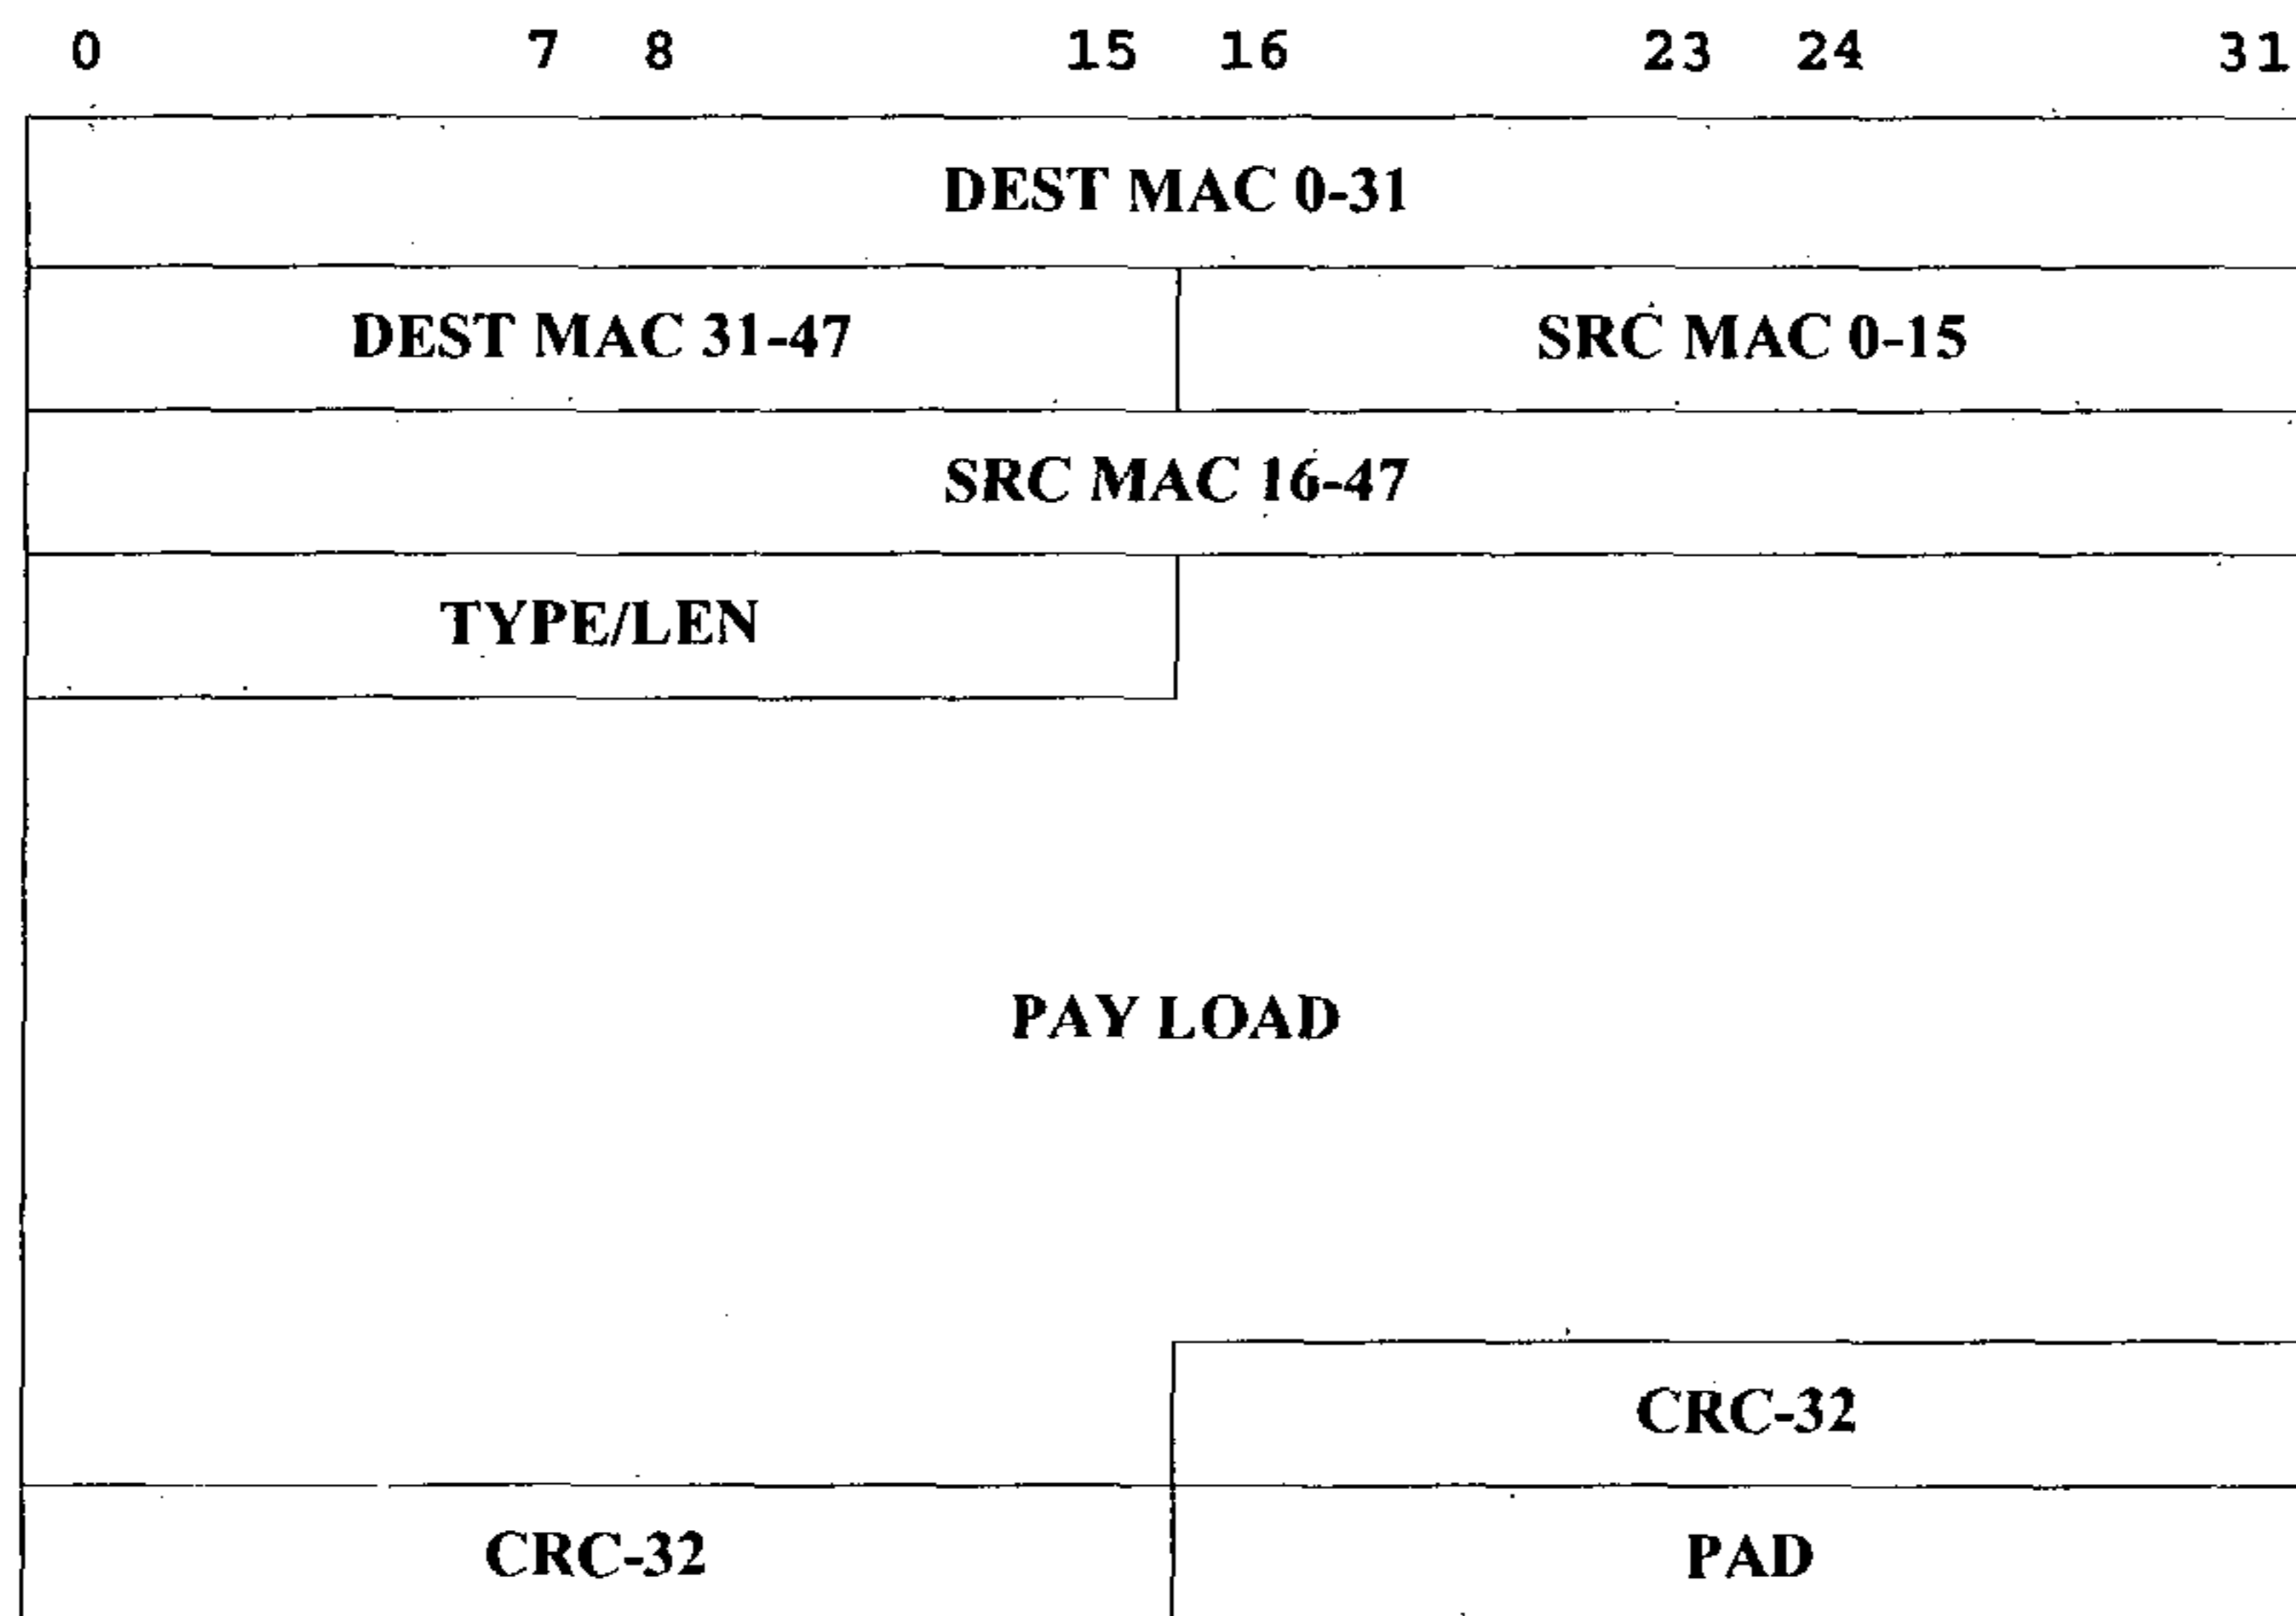 0 7 8 15 16 23 24 31
DEST MAC 0-31
DEST MAC 31-47 SRC MAC 0-15
SRC MAC 16-47
TYPE/LEN
PAY LOAD
CRC-32
CRC-32 PAD